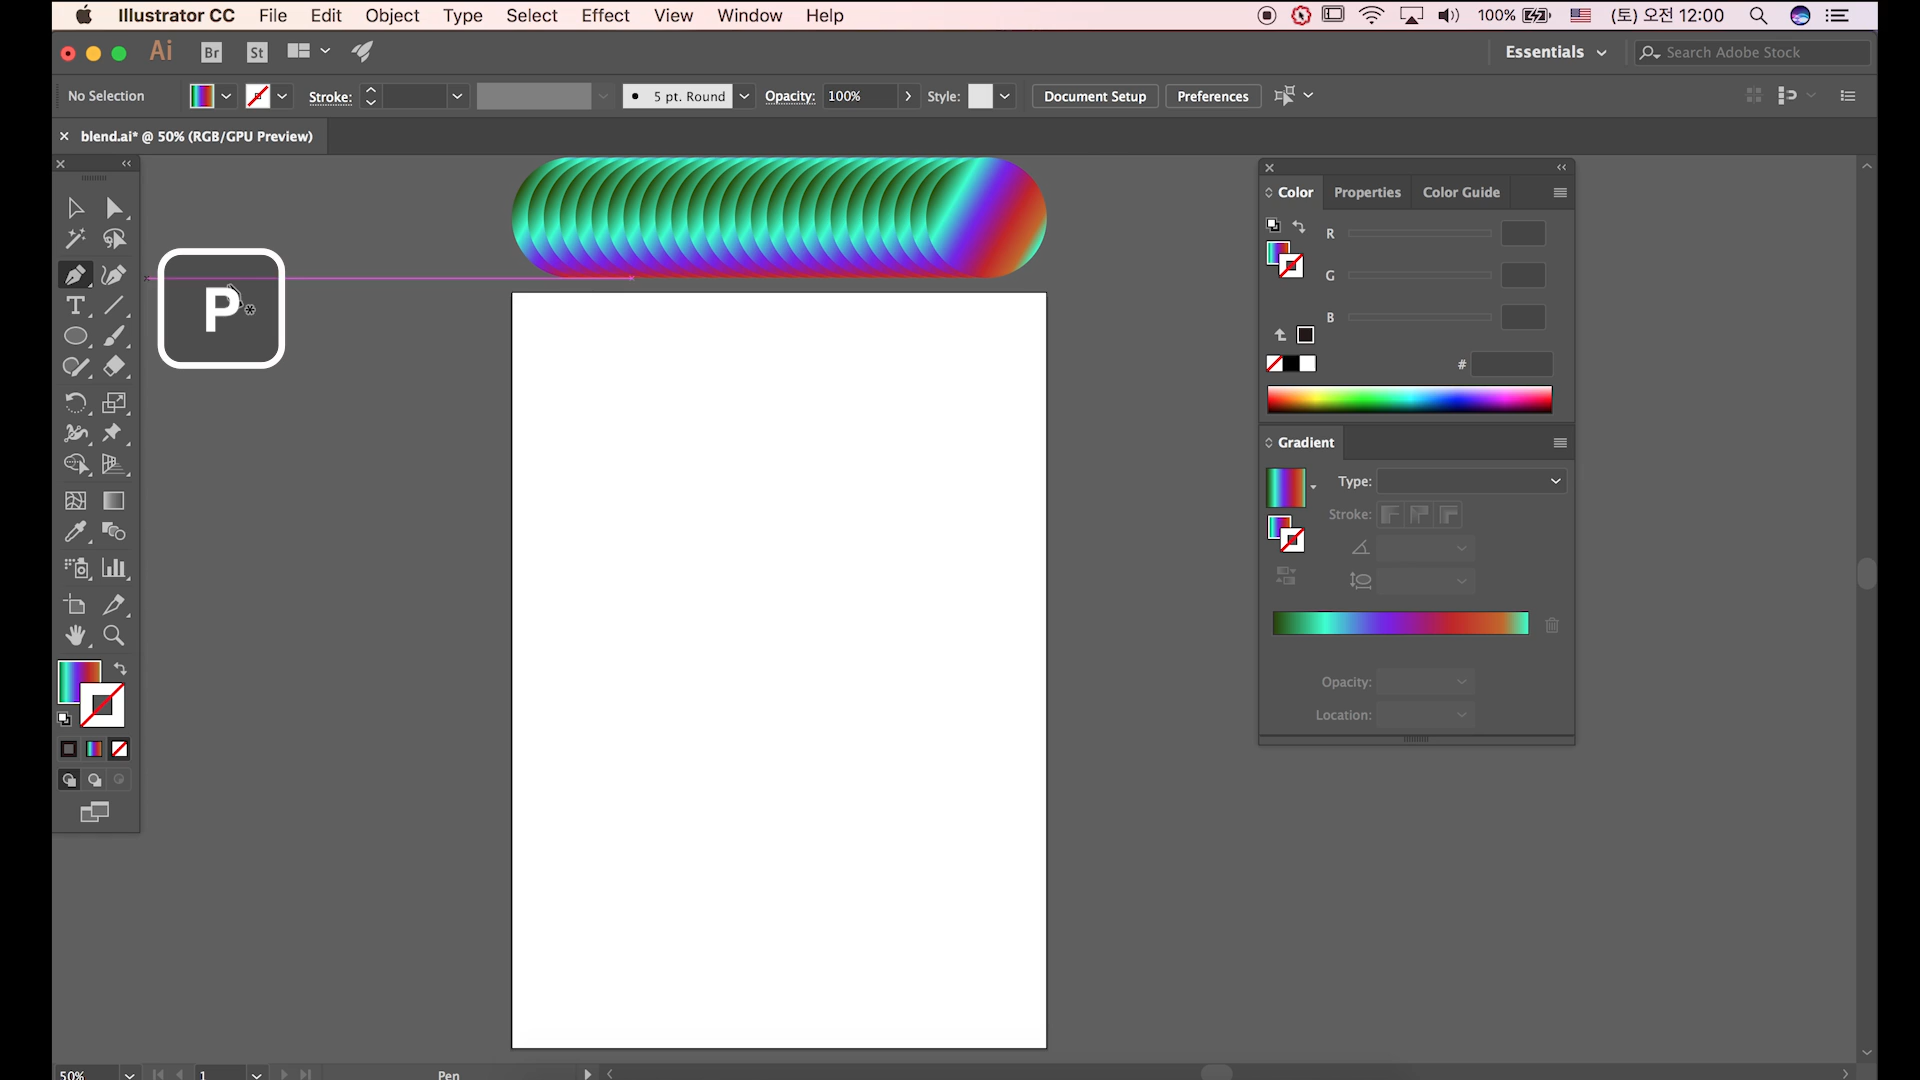 Illustrator CC File Edit Object Type Select Effect View Window Help 100% (토) 오전 12:00
Ai Br St Essentials Search Adobe Stock
No Selection Stroke: 5 pt. Round Opacity: 100% Style: Document Setup Preferences
blend.ai* @ 50% (RGB/GPU Preview)
Color Properties Color Guide
R
G
B
#
P
T
Gradient
Type:
Stroke:
Opacity:
Location:
50% 1 Pen